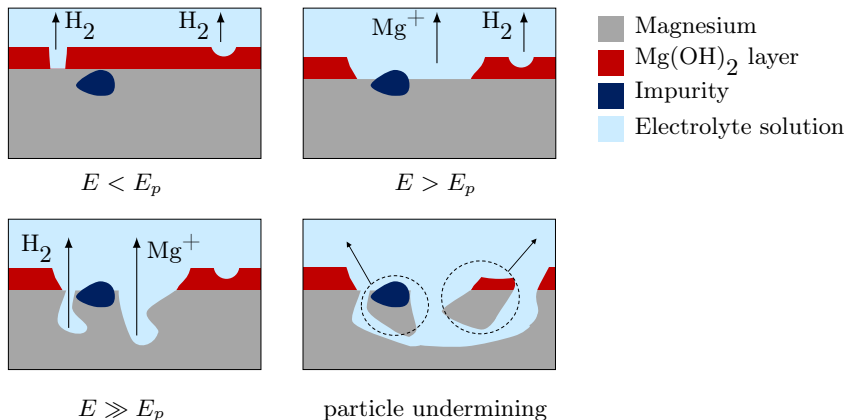 H₂
H₂
E < Eₚ
Mg⁺
H₂
E > Eₚ
Magnesium
Mg(OH)₂ layer
Impurity
Electrolyte solution
H₂
Mg⁺
E ≫ Eₚ
particle undermining